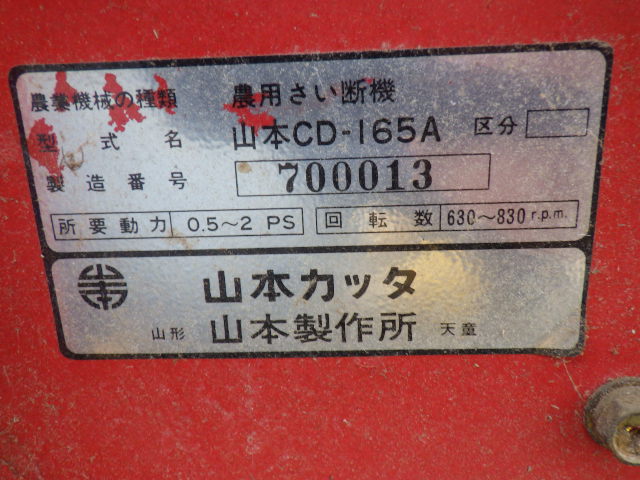 農業機械の種類 農用さい断機
型式名 山本CD-165A 区分
製造番号 700013
所要動力 0.5～2 PS 回転数 630～830 r.p.m.
山本カッタ
山形 山本製作所 天童